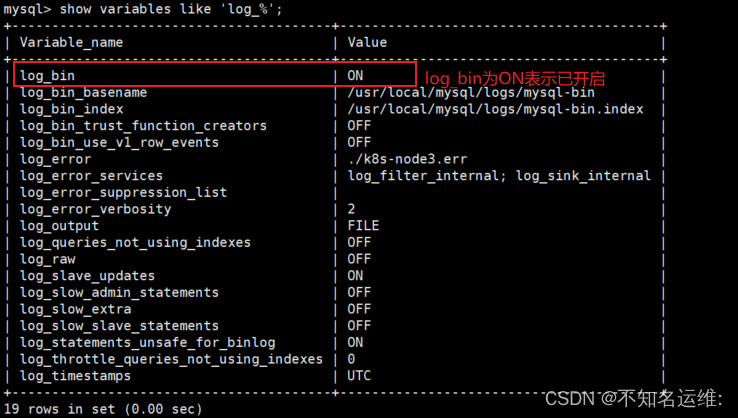 mysql> show variables like 'log_%';
+----------------------------------------+----------------------------------------+
| Variable_name | Value |
+----------------------------------------+----------------------------------------+
| log_bin | ON | log_bin为ON表示已开启
| log_bin_basename | /usr/local/mysql/logs/mysql-bin |
| log_bin_index | /usr/local/mysql/logs/mysql-bin.index |
| log_bin_trust_function_creators | OFF |
| log_bin_use_v1_row_events | OFF |
| log_error | ./k8s-node3.err |
| log_error_services | log_filter_internal; log_sink_internal |
| log_error_suppression_list | |
| log_error_verbosity | 2 |
| log_output | FILE |
| log_queries_not_using_indexes | OFF |
| log_raw | OFF |
| log_slave_updates | ON |
| log_slow_admin_statements | OFF |
| log_slow_extra | OFF |
| log_slow_slave_statements | OFF |
| log_statements_unsafe_for_binlog | ON |
| log_throttle_queries_not_using_indexes | 0 |
| log_timestamps | UTC |
+----------------------------------------+----------------------------------------+
19 rows in set (0.00 sec)
CSDN @不知名运维: